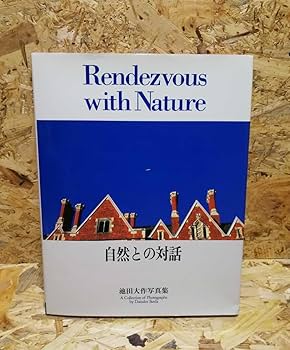 Rendezvous
with Nature
自然との対話
池田大作写真集
A Collection of Photographs
by Daisaku Ikeda